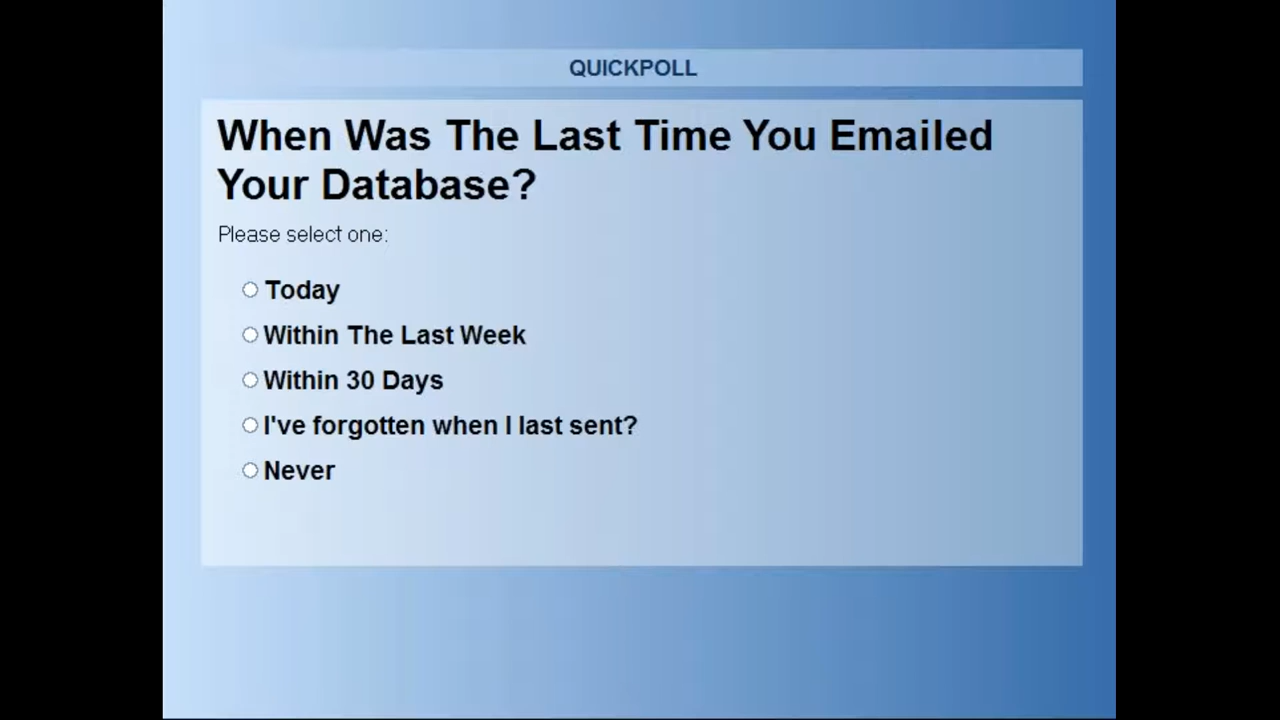 QUICKPOLL
When Was The Last Time You Emailed
Your Database?
Please select one:
Today
Within The Last Week
Within 30 Days
I've forgotten when I last sent?
Never